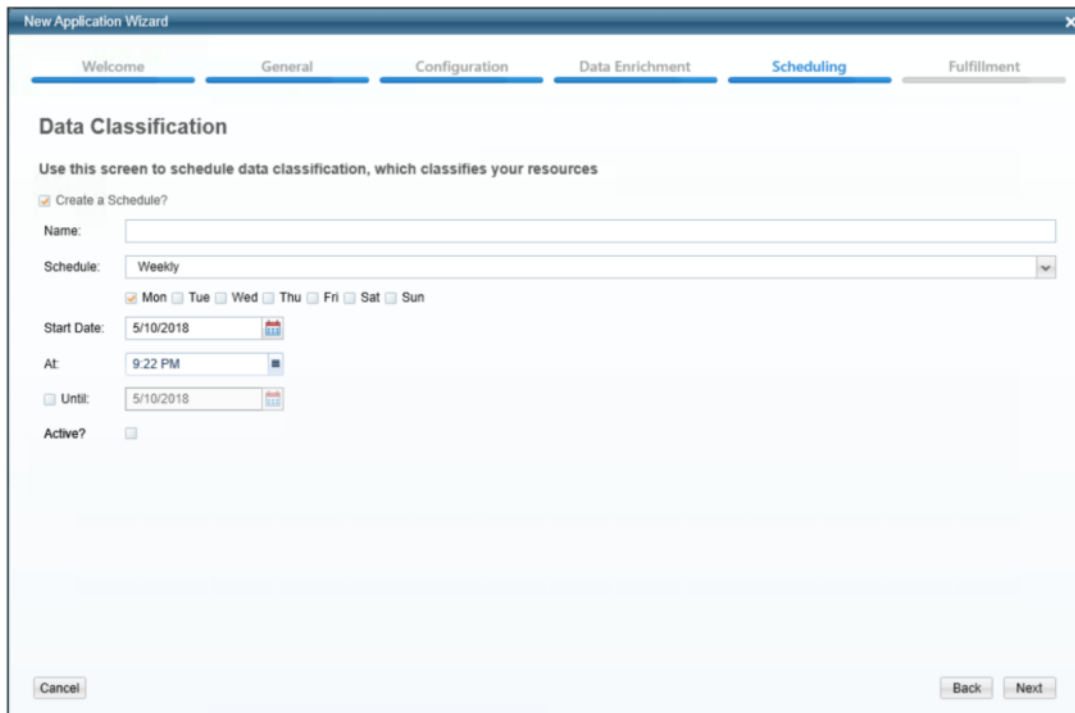 New Application Wizard
Welcome General Configuration Data Enrichment Scheduling Fulfillment
Data Classification
Use this screen to schedule data classification, which classifies your resources
Create a Schedule?
Name:
Schedule: Weekly
Mon Tue Wed Thu Fri Sat Sun
Start Date: 5/10/2018
At: 9:22 PM
Until: 5/10/2018
Active?
Cancel Back Next